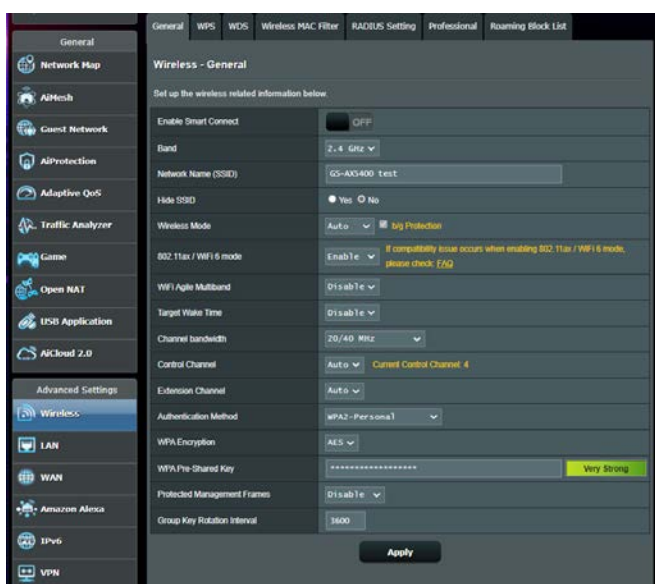 General
WPS
WDS
Wireless MAC Filter
RADIUS Setting
Professional
Roaming Block List
General
Network Map
AiMesh
Guest Network
AiProtection
Adaptive QoS
Traffic Analyzer
Game
Open NAT
USB Application
AiCloud 2.0
Advanced Settings
Wireless
LAN
WAN
Amazon Alexa
IPv6
VPN
Wireless - General
Set up the wireless related information below.
Enable Smart Connect OFF
Band 2.4 GHz
Network Name (SSID) GS-AX5400 test
Hide SSID Yes No
Wireless Mode Auto b/g Protection
802.11ax / WiFi 6 mode Enable If compatibility issue occurs when enabling 802.11ax / WiFi 6 mode,
please check: FAQ
WiFi Agile Multiband Disable
Target Wake Time Disable
Channel bandwidth 20/40 MHz
Control Channel Auto Current Control Channel: 4
Extension Channel Auto
Authentication Method WPA2-Personal
WPA Encryption AES
WPA Pre-Shared Key ****************** Very Strong
Protected Management Frames Disable
Group Key Rotation Interval 3600
Apply